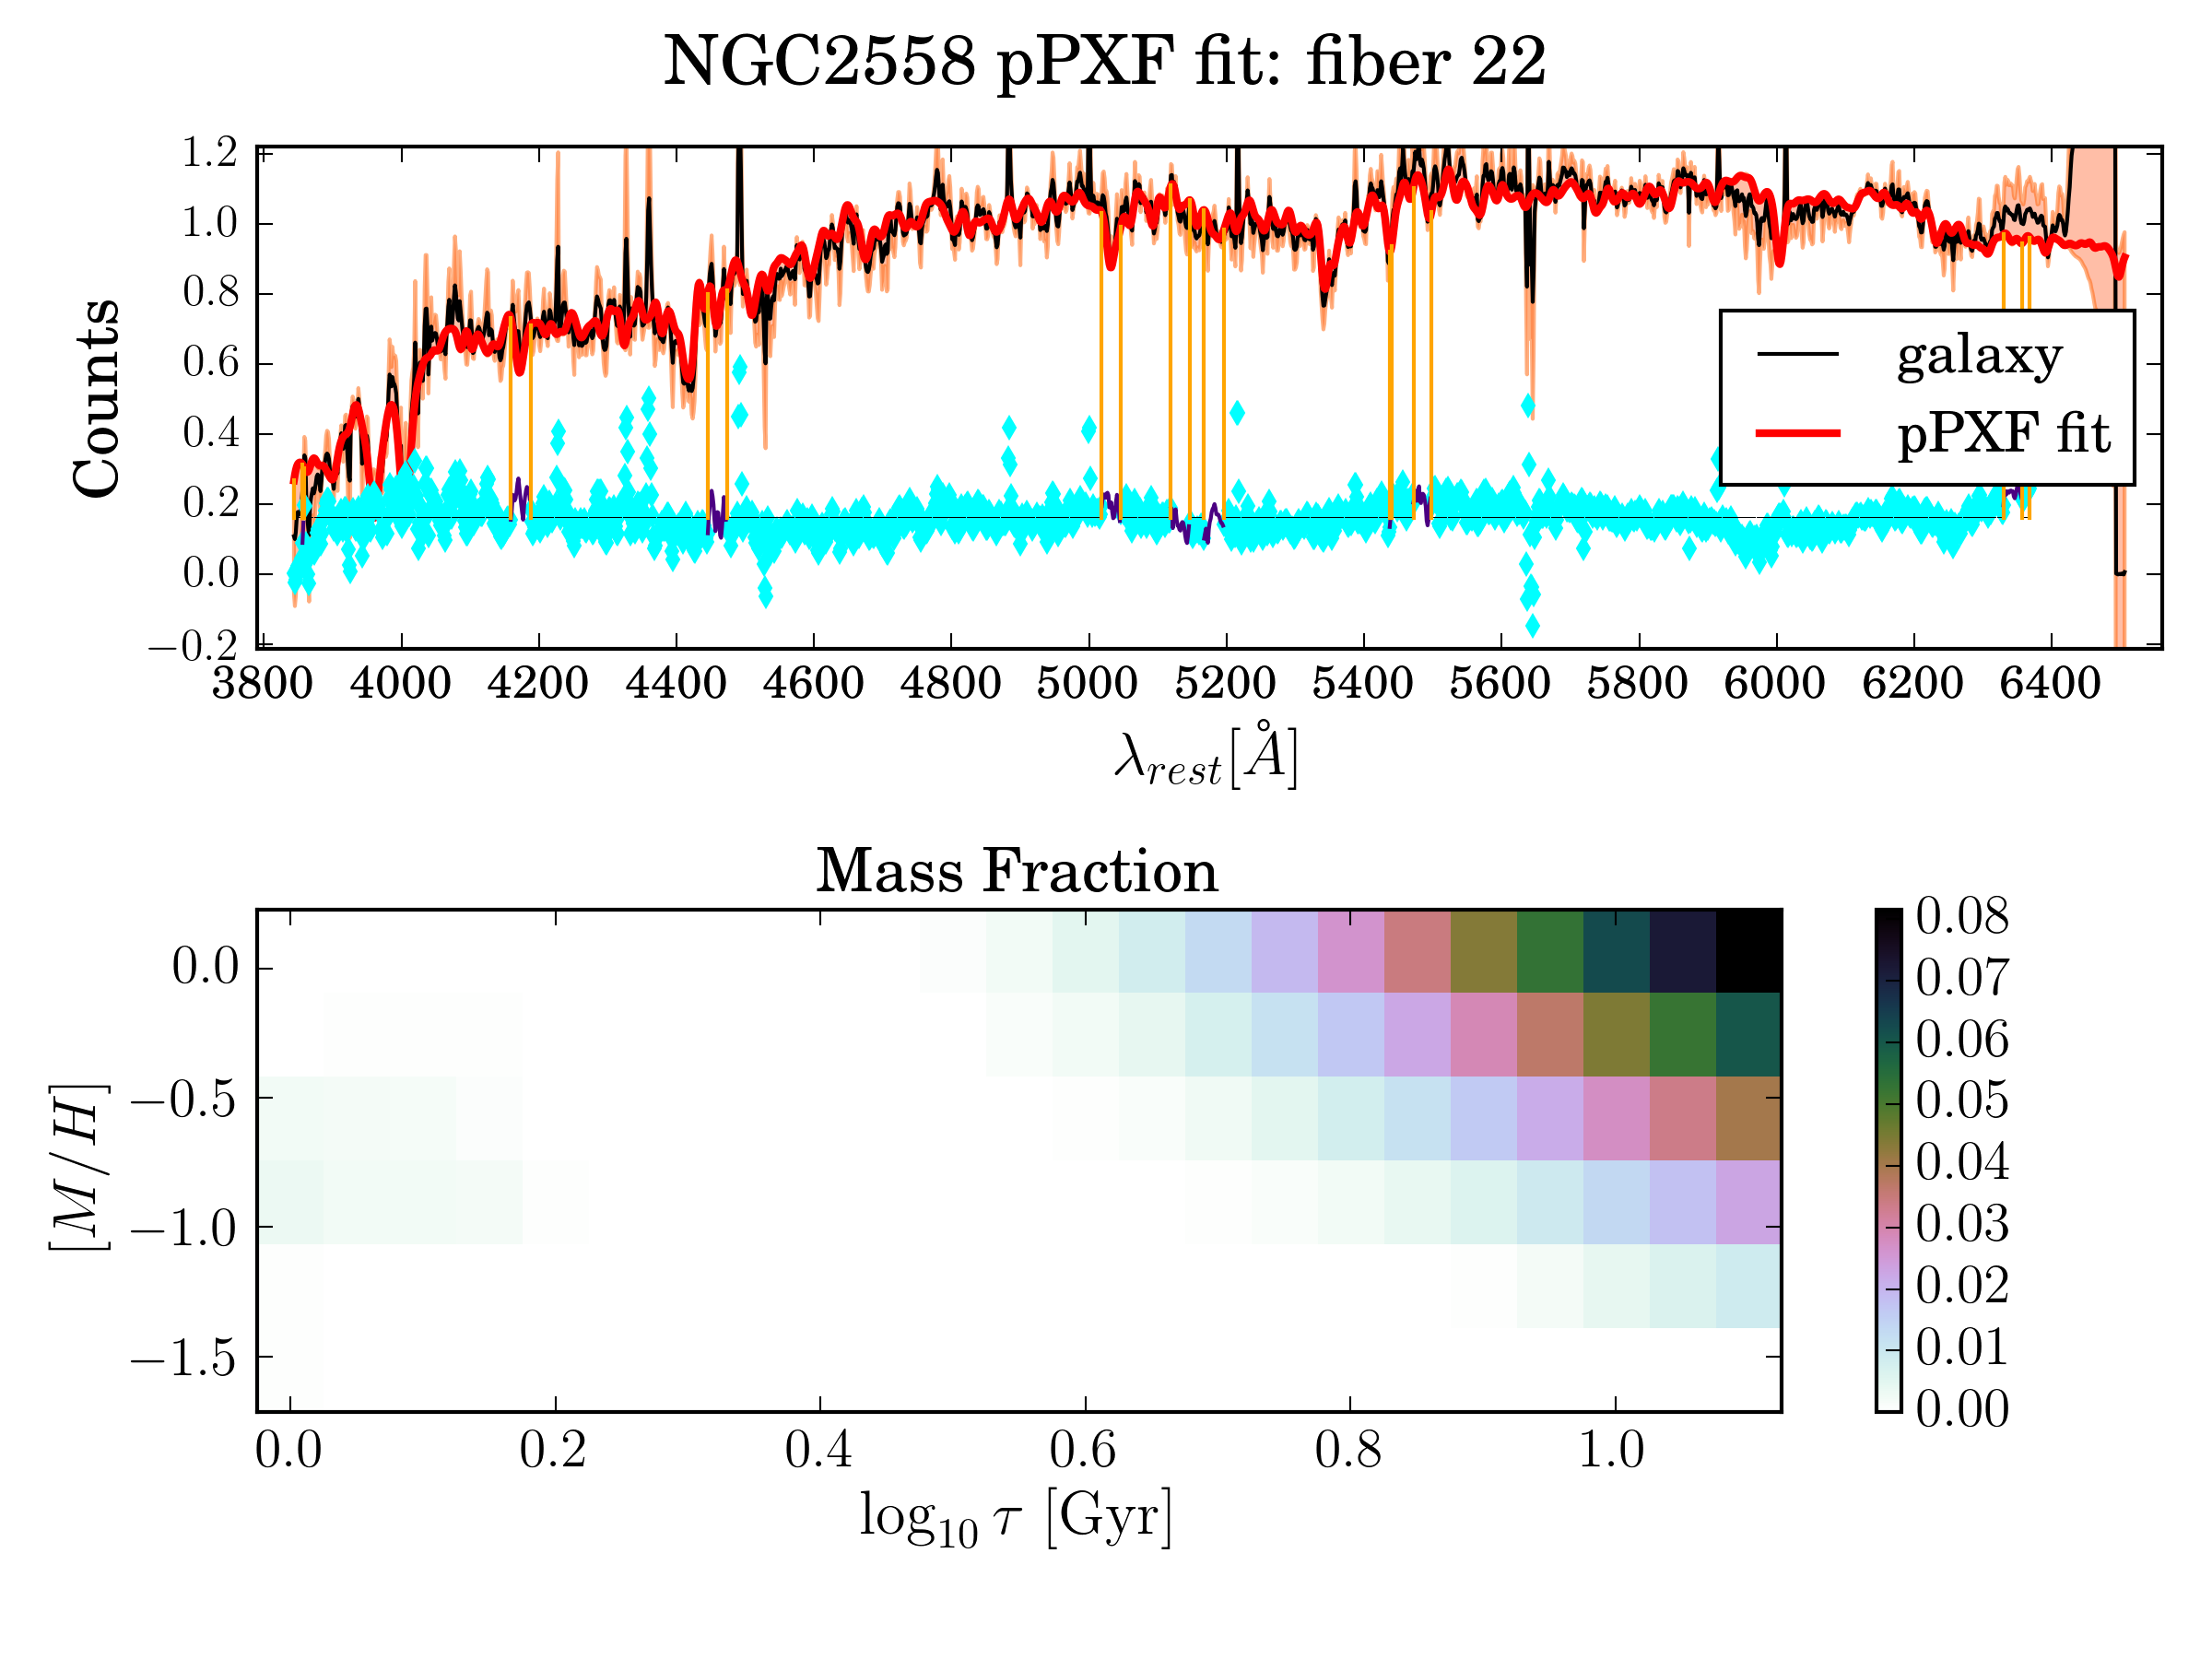 NGC2558 pPXF fit: fiber 22
1.2
1.0
0.8
0.6
0.4
0.2
0.0
−0.2
Counts
galaxy
pPXF fit
3800 4000 4200 4400 4600 4800 5000 5200 5400 5600 5800 6000 6200 6400
λrest[Å]
Mass Fraction
0.0
−0.5
−1.0
−1.5
[M/H]
0.0 0.2 0.4 0.6 0.8 1.0
log10 τ [Gyr]
0.08
0.07
0.06
0.05
0.04
0.03
0.02
0.01
0.00